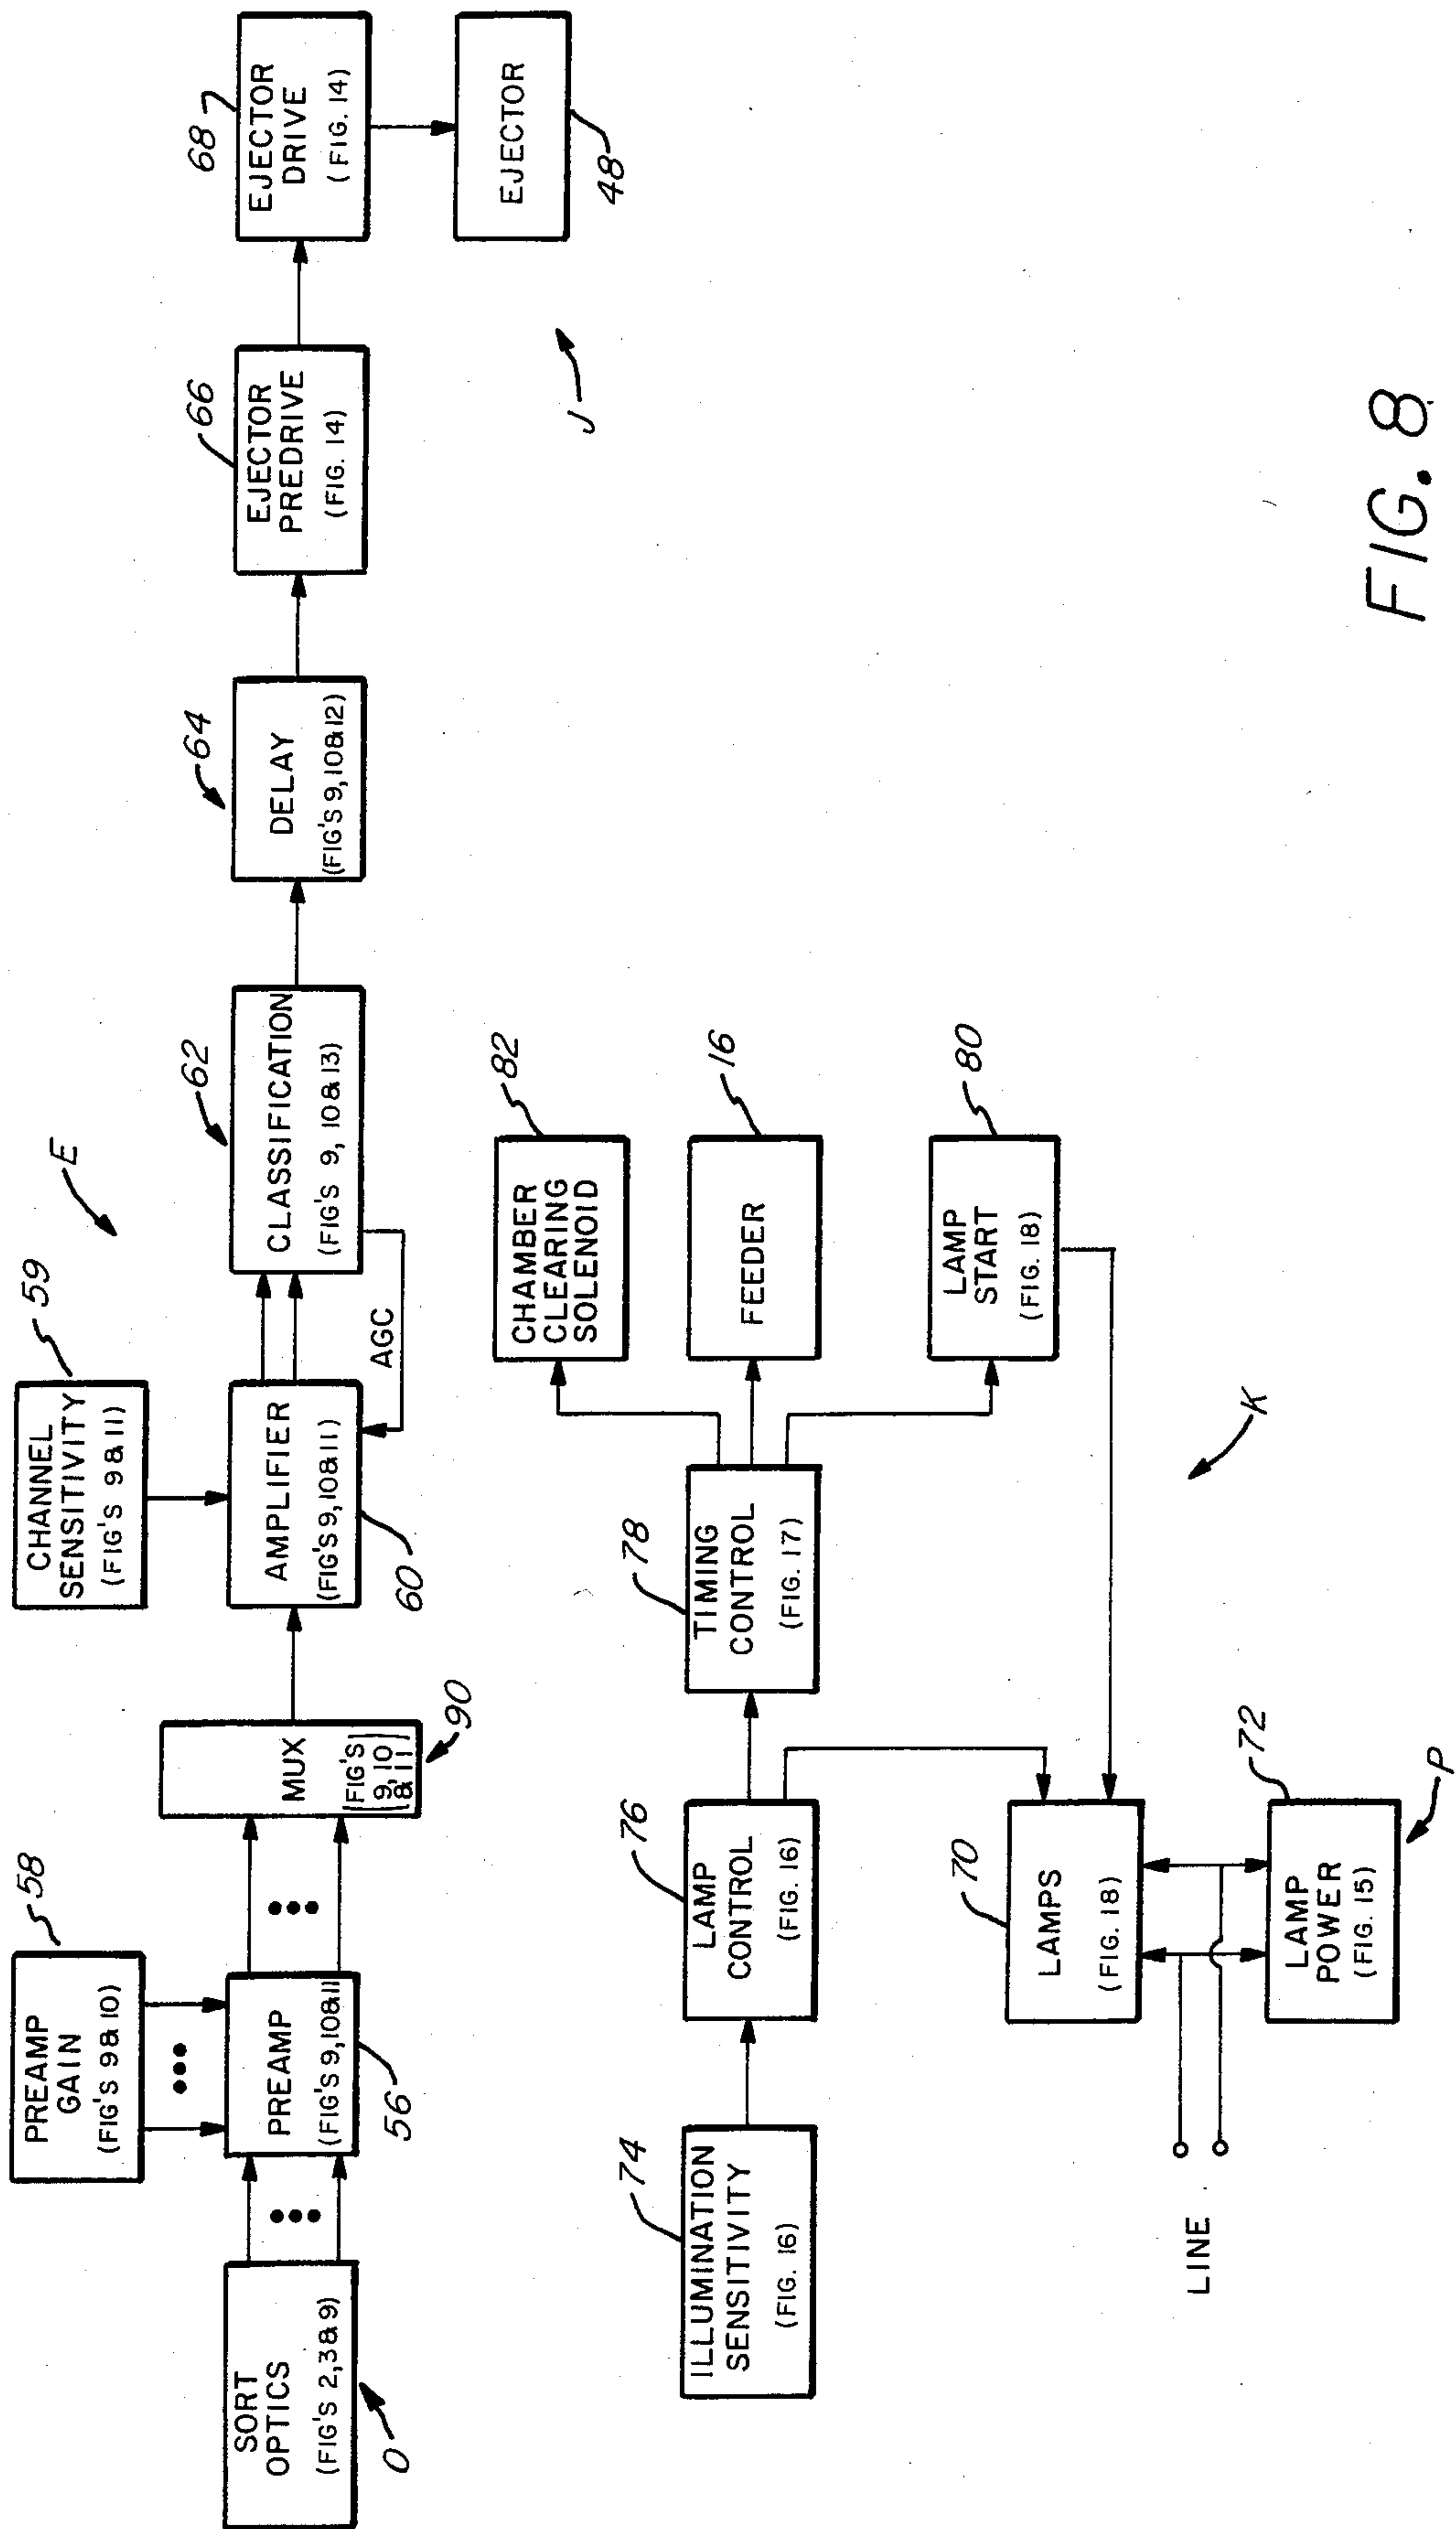 58
PREAMP
GAIN
(FIG'S 9 & 10)
59
CHANNEL
SENSITIVITY
(FIG'S 9 & 11)
E
SORT
OPTICS
(FIG'S 2, 3 & 9)
O
PREAMP
(FIG'S 9, 10 & 11
56
MUX
(FIG'S
9, 10
& 11)
90
AMPLIFIER
(FIG'S 9, 10 & 11)
60
AGC
62
CLASSIFICATION
(FIG'S 9, 10 & 13)
64
DELAY
(FIG'S 9, 10 & 12)
66
EJECTOR
PREDRIVE
(FIG. 14)
68
EJECTOR
DRIVE
(FIG. 14)
EJECTOR
48
J
74
ILLUMINATION
SENSITIVITY
(FIG. 16)
76
LAMP
CONTROL
(FIG. 16)
78
TIMING
CONTROL
(FIG. 17)
82
CHAMBER
CLEARING
SOLENOID
16
FEEDER
80
LAMP
START
(FIG. 18)
K
70
LAMPS
(FIG. 18)
LINE
72
LAMP
POWER
(FIG. 15)
P
FIG. 8